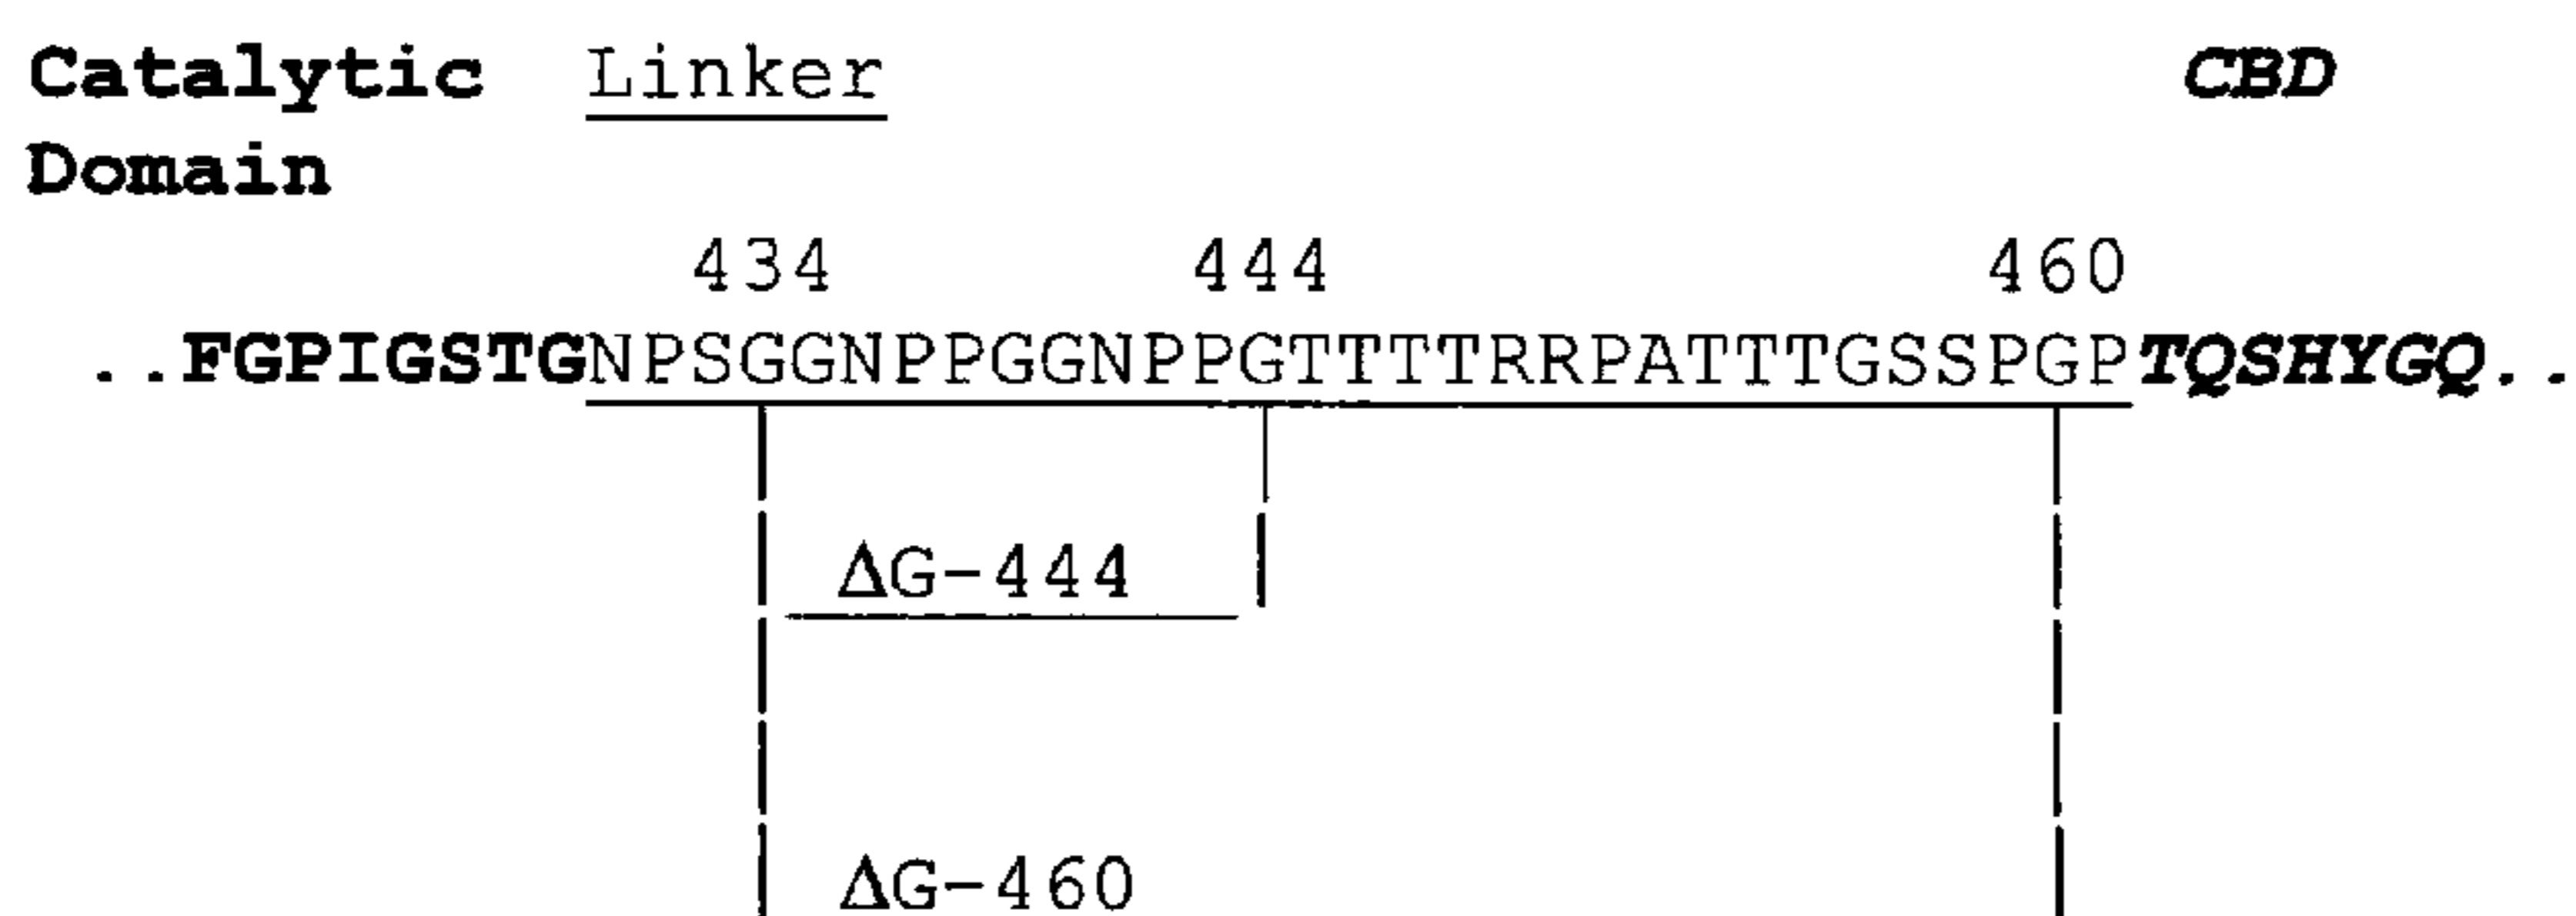 Catalytic Linker CBD
Domain
434 444 460
..FGPIGSTGNPSGGNPPGGNPPGTTTTRRPATTTGSSPGPTQSHYGQ..
ΔG-444
ΔG-460